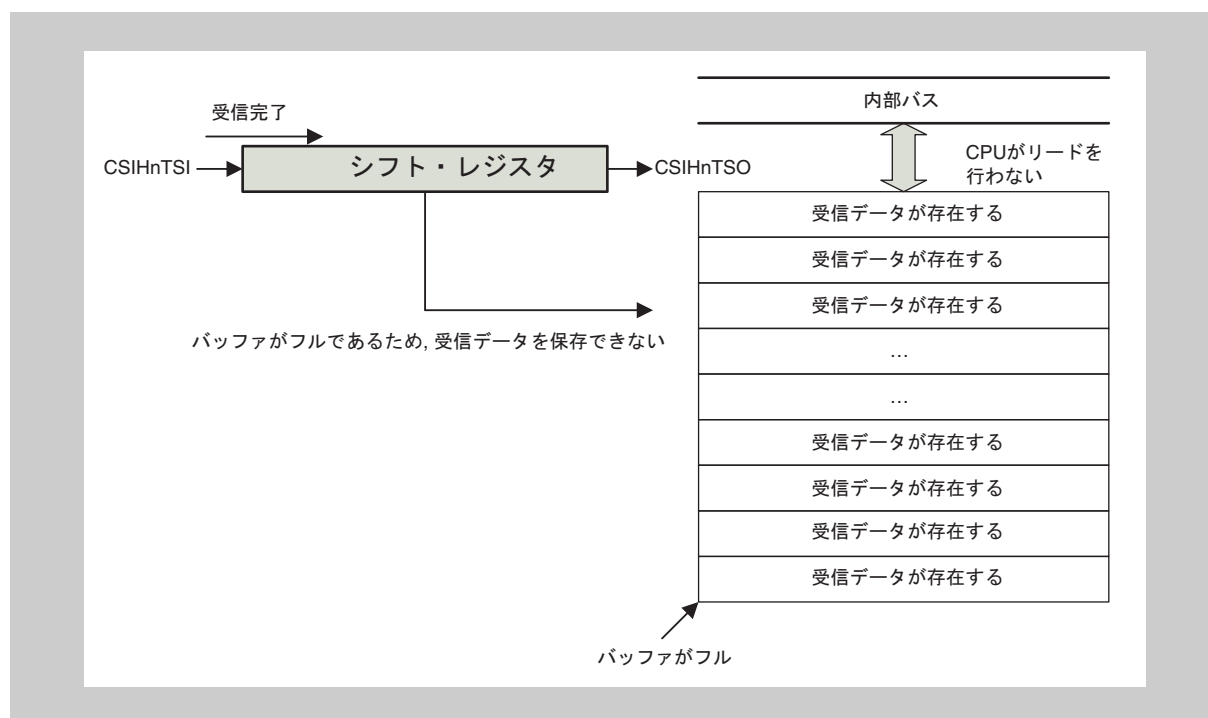 受信完了
CSIHnTSI
シフト・レジスタ
CSIHnTSO
バッファがフルであるため, 受信データを保存できない
内部バス
CPUがリードを
行わない
受信データが存在する
受信データが存在する
受信データが存在する
…
…
受信データが存在する
受信データが存在する
受信データが存在する
受信データが存在する
バッファがフル